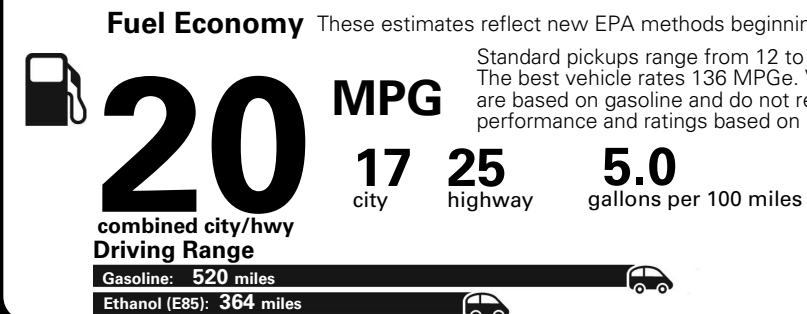 Fuel Economy These estimates reflect new EPA methods beginnin
Standard pickups range from 12 to
The best vehicle rates 136 MPGe. V
are based on gasoline and do not re
performance and ratings based on
20 MPG
17 25 5.0
city highway gallons per 100 miles
combined city/hwy
Driving Range
Gasoline: 520 miles
Ethanol (E85): 364 miles